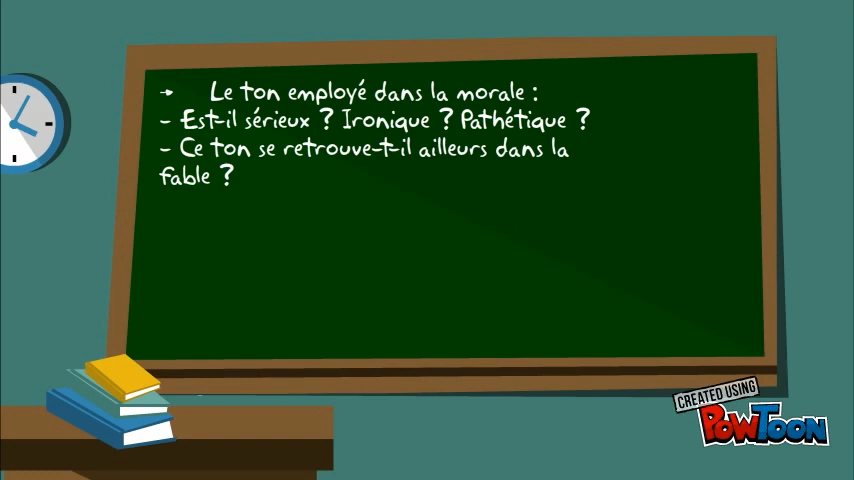 → Le ton employé dans la morale :
- Est-il sérieux ? Ironique ? Pathétique ?
- Ce ton se retrouve-t-il ailleurs dans la
fable ?
CREATED USING
POWTOON